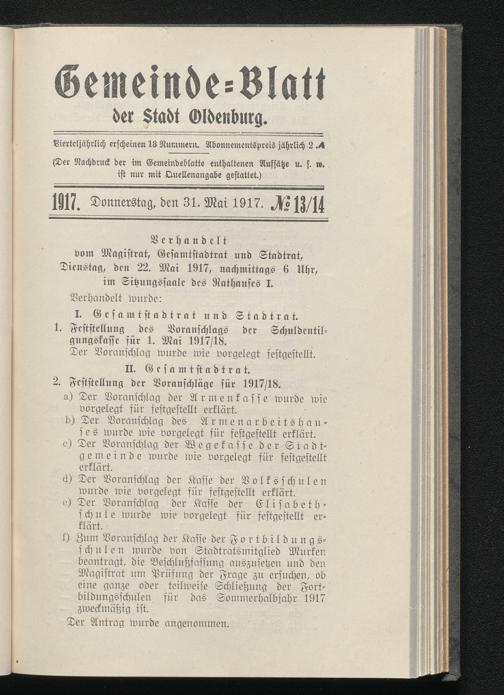 Gemeinde=Blatt
der Stadt Oldenburg.
Vierteljährlich erscheinen 13 Nummern. Abonnementspreis jährlich 2 ℳ
(Der Nachdruck der im Gemeindeblatte enthaltenen Aufsätze u. s. w.
ist nur mit Quellenangabe gestattet.)
1917. Donnerstag, den 31. Mai 1917. № 13/14
Verhandelt
vom Magistrat, Gesamtstadtrat und Stadtrat,
Dienstag, den 22. Mai 1917, nachmittags 6 Uhr,
im Sitzungssaale des Rathauses I.
Verhandelt wurde:
I. Gesamtstadtrat und Stadtrat.
1. Feststellung des Voranschlags der Schuldentil-
gungskasse für 1. Mai 1917/18.
Der Voranschlag wurde wie vorgelegt festgestellt.
II. Gesamtstadtrat.
2. Feststellung der Voranschläge für 1917/18.
a) Der Voranschlag der Armenkasse wurde wie
vorgelegt für festgestellt erklärt.
b) Der Voranschlag des Armenarbeitshau-
ses wurde wie vorgelegt für festgestellt erklärt.
c) Der Voranschlag der Wegekasse der Stadt-
gemeinde wurde wie vorgelegt für festgestellt
erklärt.
d) Der Voranschlag der Kasse der Volksschulen
wurde wie vorgelegt für festgestellt erklärt.
e) Der Voranschlag der Kasse der Elisabeth-
schule wurde wie vorgelegt für festgestellt er-
klärt.
f) Zum Voranschlag der Kasse der Fortbildungs-
schulen wurde von Stadtratsmitglied Murken
beantragt, die Beschlußfassung auszusetzen und den
Magistrat um Prüfung der Frage zu ersuchen, ob
eine ganze oder teilweise Schließung der Fort-
bildungsschulen für das Sommerhalbjahr 1917
zweckmäßig ist.
Der Antrag wurde angenommen.